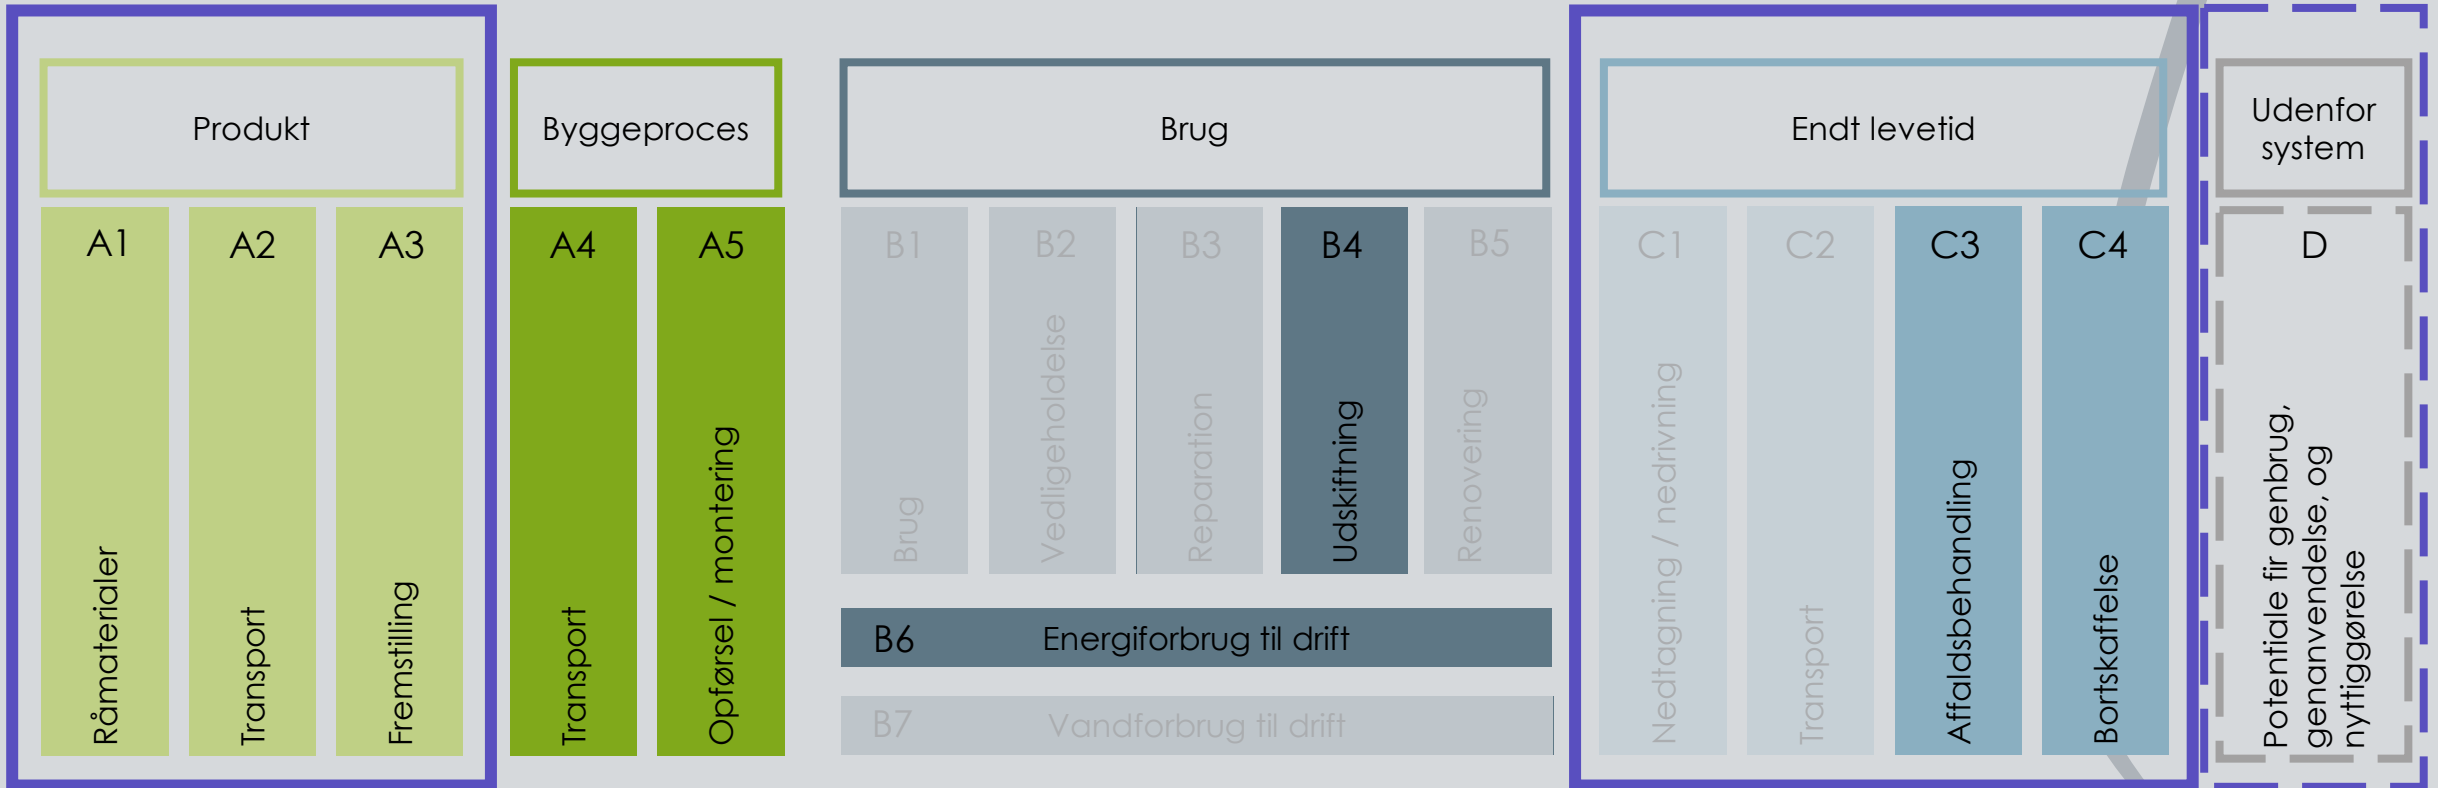 Produkt
A1
Råmaterialer
A2
Transport
A3
Fremstilling
Byggeproces
A4
Transport
A5
Opførsel / montering
Brug
B1
Brug
B2
Vedligeholdelse
B3
Reparation
B4
Udskiftning
B5
Renovering
B6 Energiforbrug til drift
B7 Vandforbrug til drift
Endt levetid
C1
Nedtagning / nedrivning
C2
Transport
C3
Affaldsbehandling
C4
Bortskaffelse
Udenfor
system
D
Potentiale fir genbrug,
genanvendelse, og
nyttiggørelse